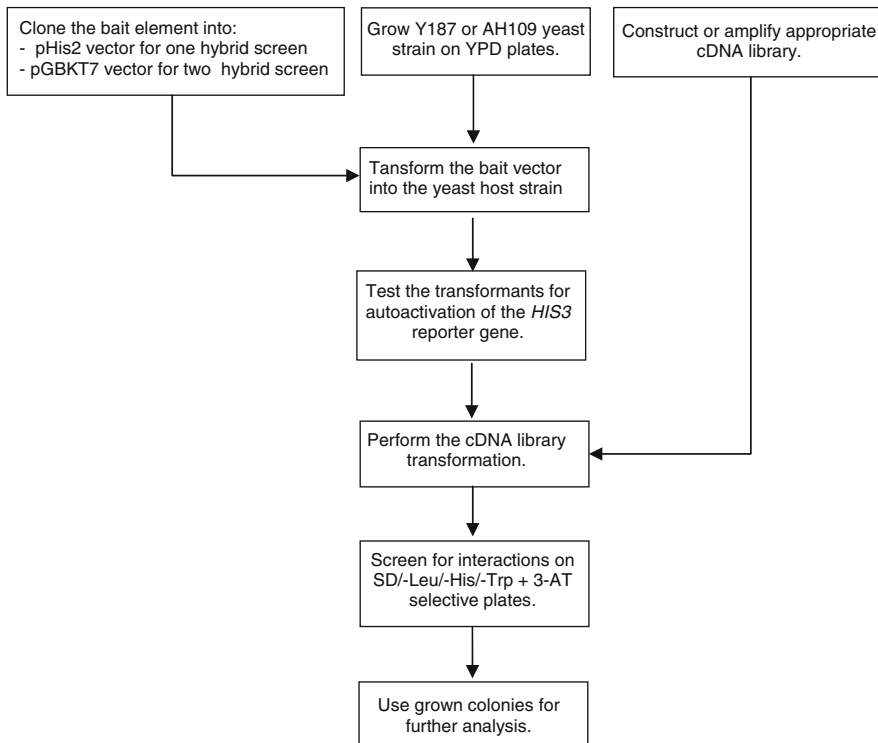 Clone the bait element into:
- pHis2 vector for one hybrid screen
- pGBKT7 vector for two hybrid screen
Grow Y187 or AH109 yeast
strain on YPD plates.
Construct or amplify appropriate
cDNA library.
Tansform the bait vector
into the yeast host strain
Test the transformants for
autoactivation of the HIS3
reporter gene.
Perform the cDNA library
transformation.
Screen for interactions on
SD/-Leu/-His/-Trp + 3-AT
selective plates.
Use grown colonies for
further analysis.